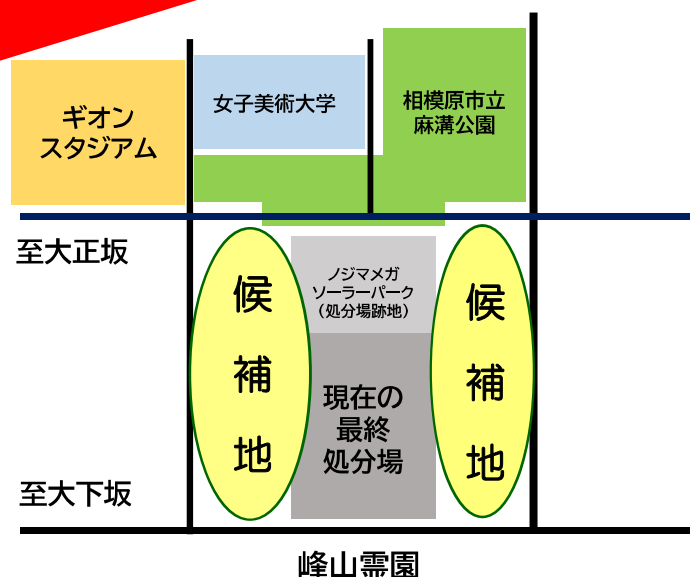 ギオン
スタジアム
女子美術大学
相模原市立
麻溝公園
至大正坂
候
補
地
ノジマメガ
ソーラーパーク
（処分場跡地）
現在の
最終
処分場
候
補
地
至大下坂
峰山霊園